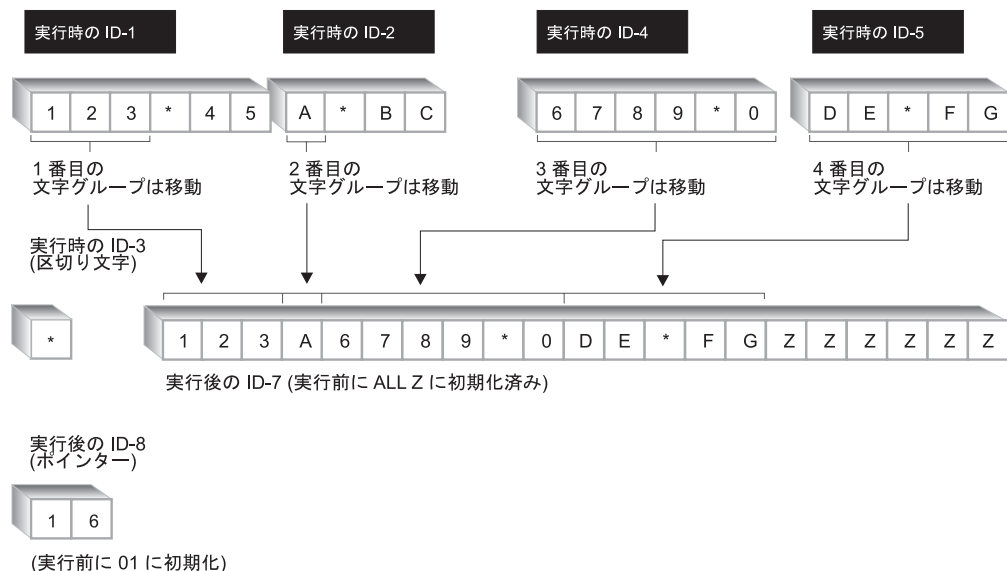 実行時の ID-1 実行時の ID-2 実行時の ID-4 実行時の ID-5
1 2 3 * 4 5 A * B C 6 7 8 9 * 0 D E * F G
1 番目の 2 番目の 3 番目の 4 番目の
文字グループは移動 文字グループは移動 文字グループは移動 文字グループは移動
実行時の ID-3
(区切り文字)
* 1 2 3 A 6 7 8 9 * 0 D E * F G Z Z Z Z Z Z
実行後の ID-7 (実行前に ALL Z に初期化済み)
実行後の ID-8
(ポインター)
1 6
(実行前に 01 に初期化)